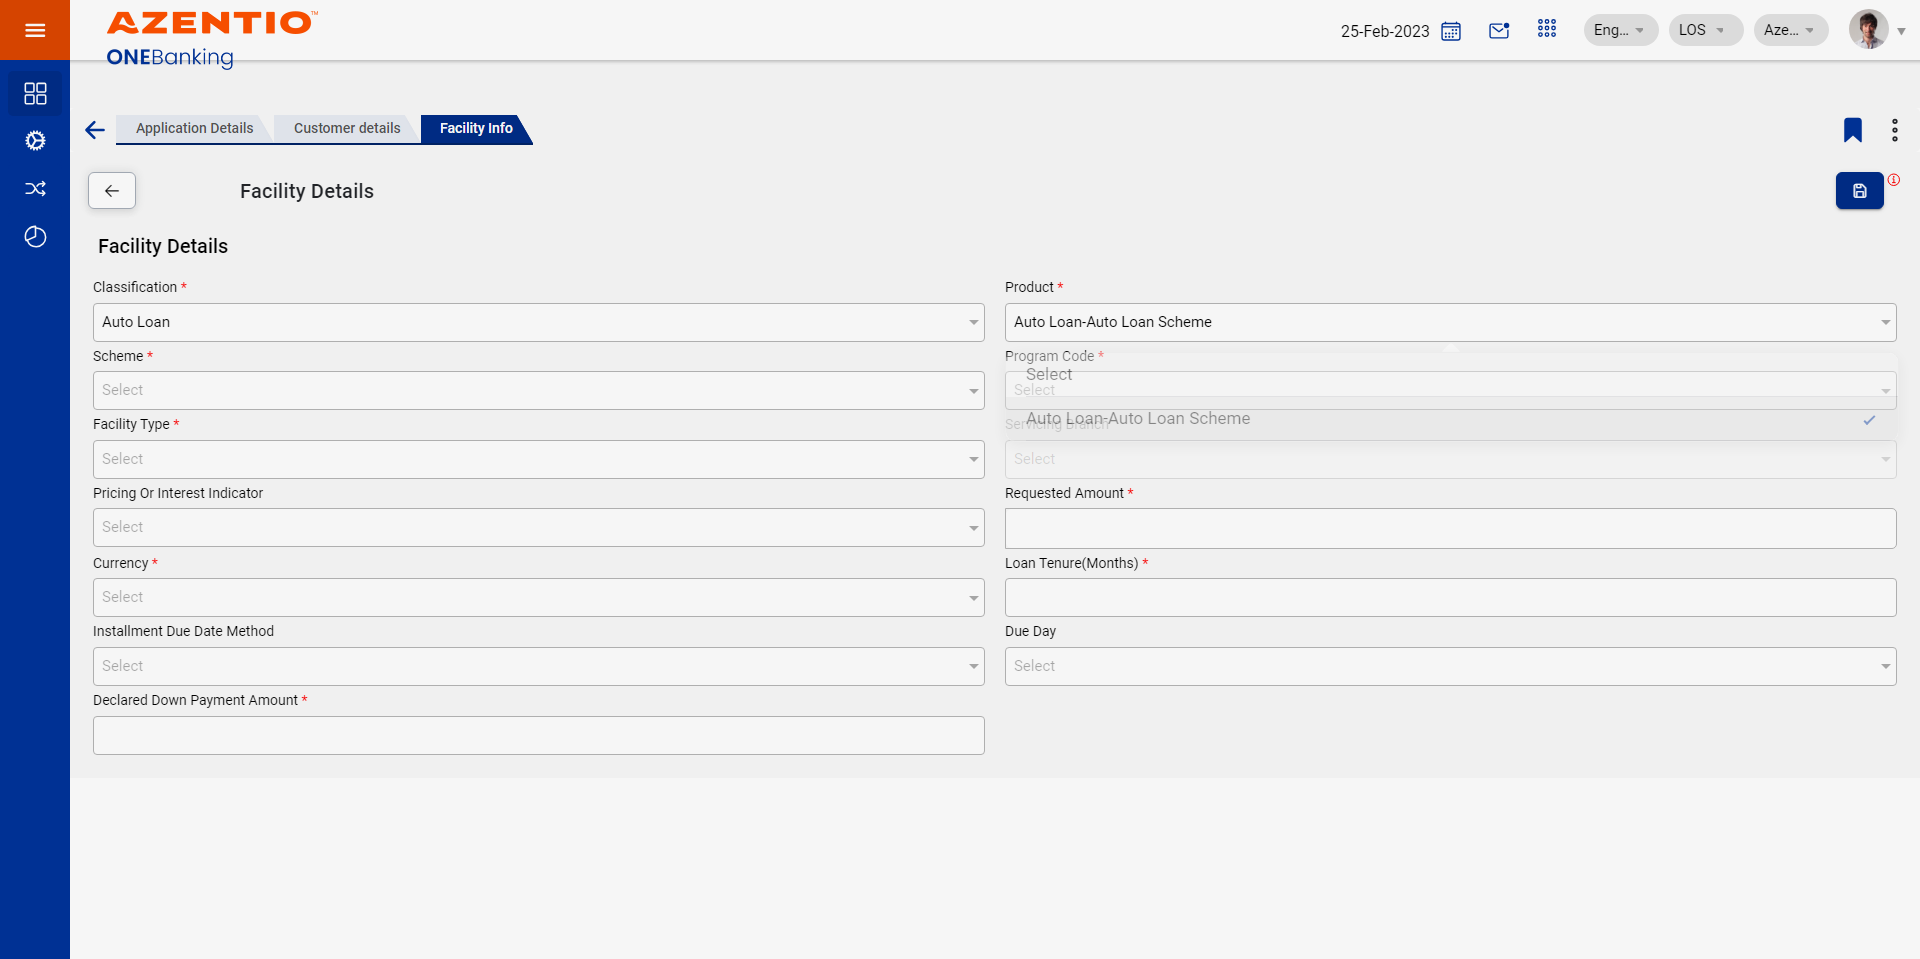 AZENTIO™
ONEBanking
25-Feb-2023
Eng...
LOS
Aze...
Application Details
Customer details
Facility Info
Facility Details
Facility Details
Classification *
Product *
Auto Loan
Auto Loan-Auto Loan Scheme
Scheme *
Program Code *
Select
Select
Select
Facility Type *
Servicing Branch
Auto Loan-Auto Loan Scheme
Select
Select
Pricing Or Interest Indicator
Requested Amount *
Select
Currency *
Loan Tenure(Months) *
Select
Installment Due Date Method
Due Day
Select
Select
Declared Down Payment Amount *